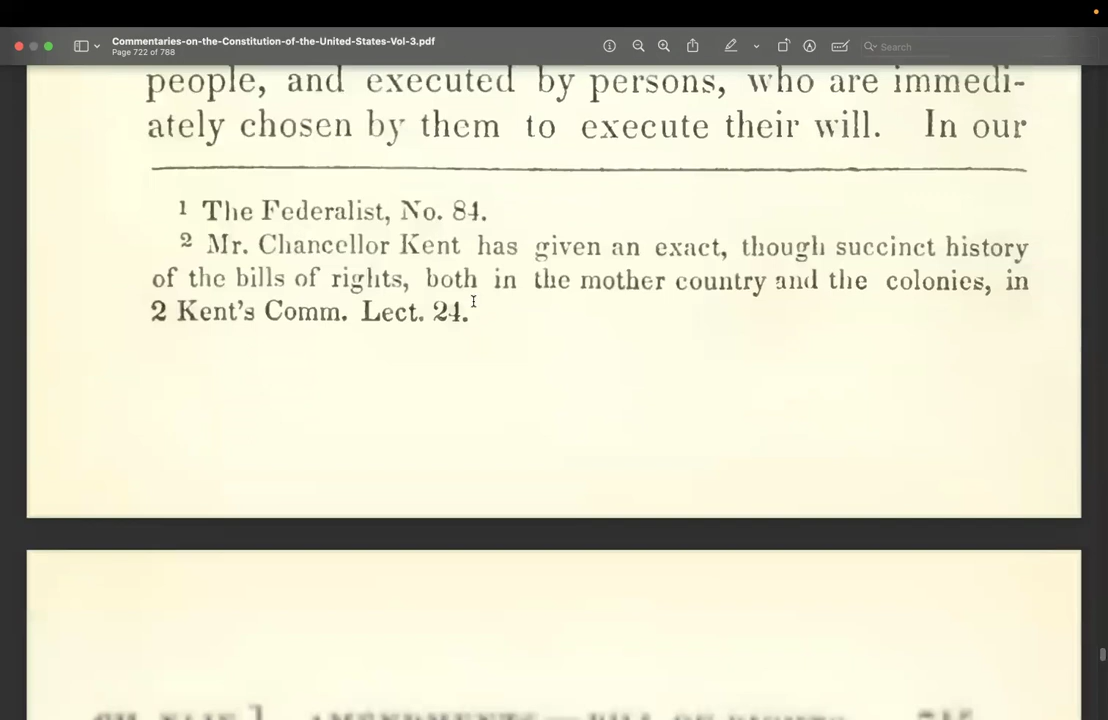 Commentaries-on-the-Constitution-of-the-United-States-Vol-3.pdf
Page 722 of 788
Search
people, and executed by persons, who are immedi-
ately chosen by them to execute their will. In our
1 The Federalist, No. 84.
2 Mr. Chancellor Kent has given an exact, though succinct history
of the bills of rights, both in the mother country and the colonies, in
2 Kent's Comm. Lect. 24.